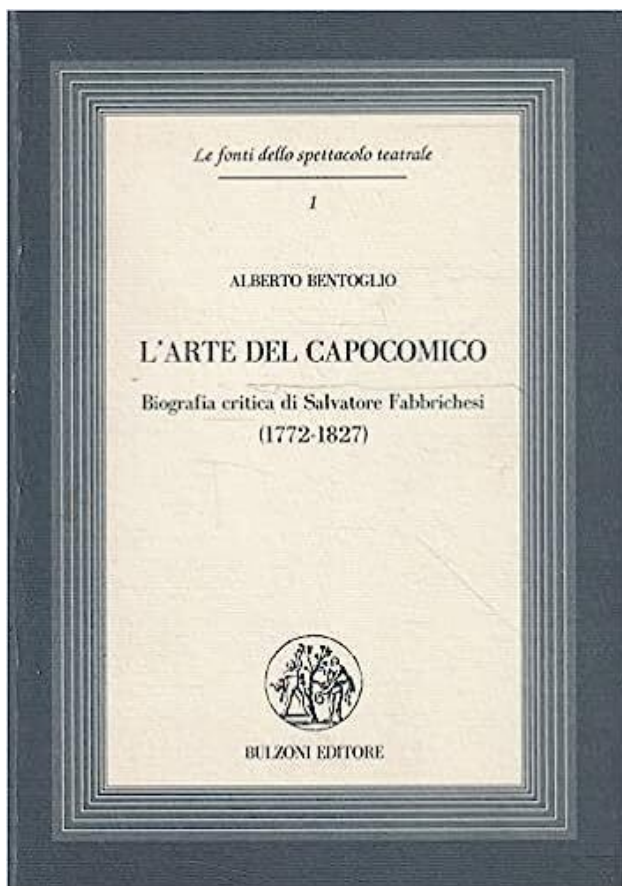 Le fonti dello spettacolo teatrale
1
ALBERTO BENTOGLIO
L'ARTE DEL CAPOCOMICO
Biografia critica di Salvatore Fabbrichesi
(1772-1827)
BULZONI EDITORE